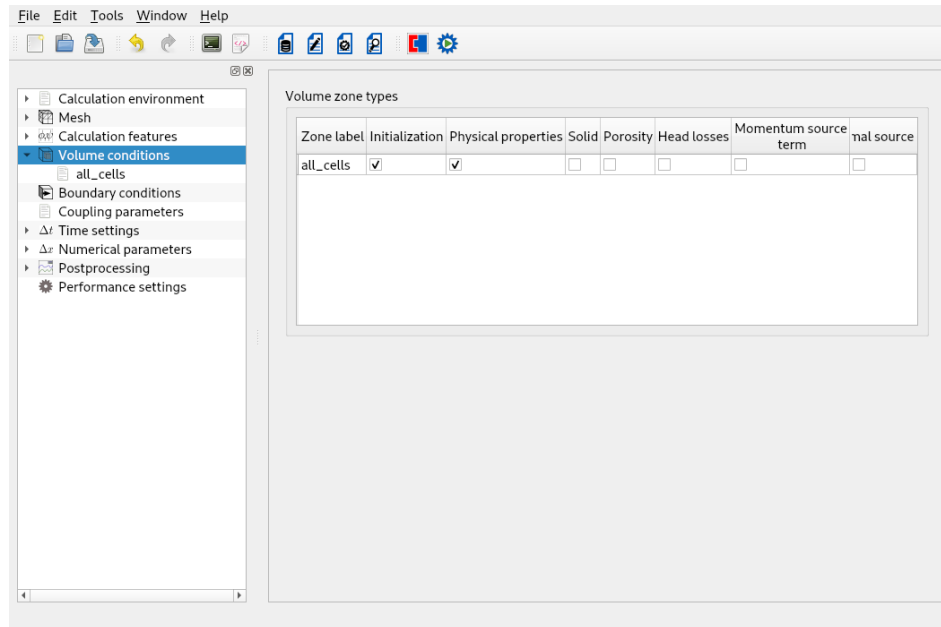 File Edit Tools Window Help
Calculation environment
Mesh
Calculation features
Volume conditions
all_cells
Boundary conditions
Coupling parameters
Δt Time settings
Δx Numerical parameters
Postprocessing
Performance settings
Volume zone types
Zone label Initialization Physical properties Solid Porosity Head losses Momentum source term nal source
all_cells